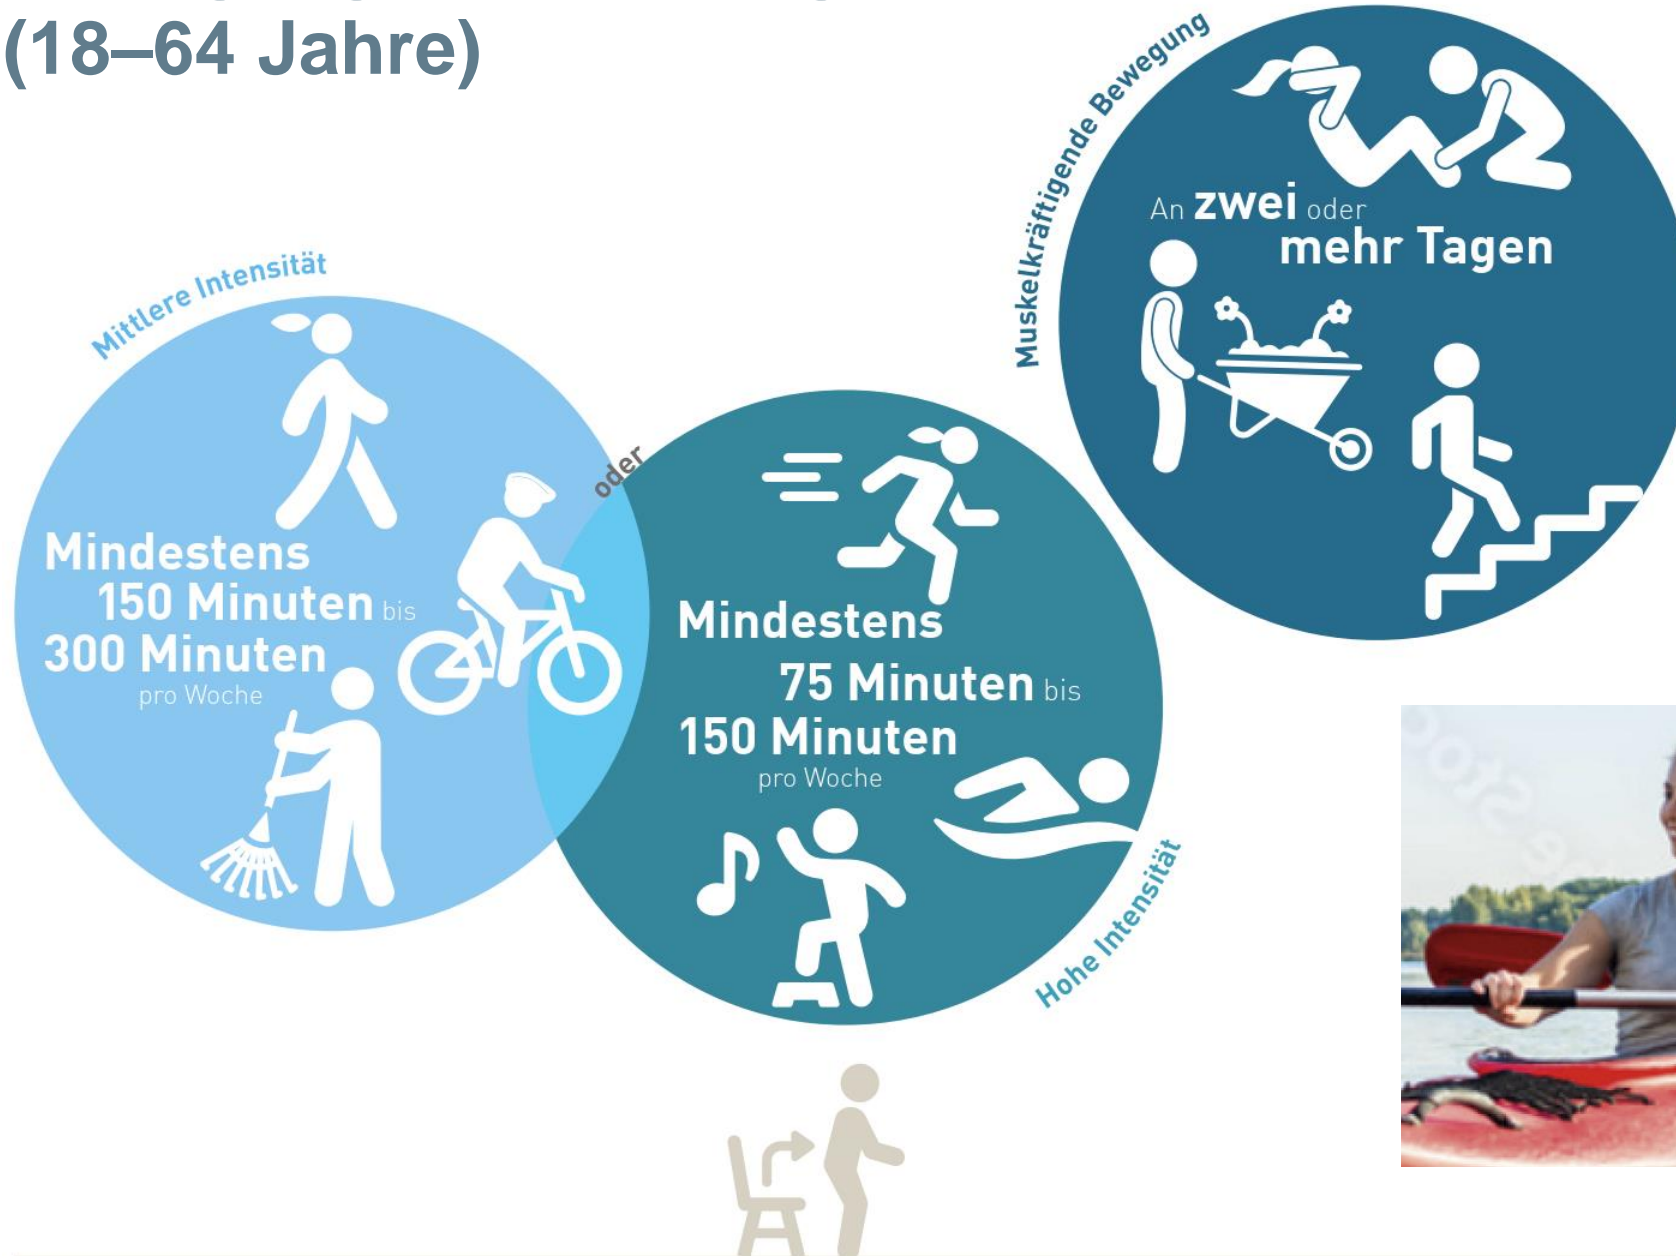 (18–64 Jahre)
Muskelkräftigende Bewegung
An zwei oder
mehr Tagen
Mittlere Intensität
Mindestens
150 Minuten bis
300 Minuten
pro Woche
oder
Mindestens
75 Minuten bis
150 Minuten
pro Woche
Hohe Intensität